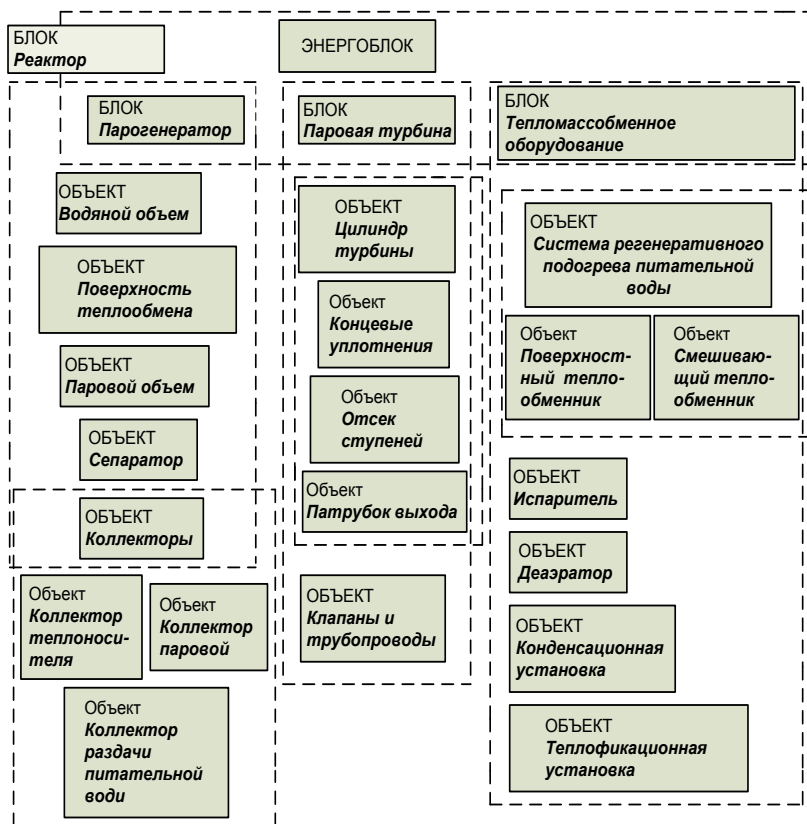 БЛОК
Реактор
ЭНЕРГОБЛОК
БЛОК
Парогенератор
БЛОК
Паровая турбина
БЛОК
Тепломассобменное
оборудование
ОБЪЕКТ
Водяной объем
ОБЪЕКТ
Поверхность
теплообмена
ОБЪЕКТ
Паровой объем
ОБЪЕКТ
Сепаратор
ОБЪЕКТ
Коллекторы
Объект
Коллектор
теплоноси-
теля
Объект
Коллектор
паровой
Объект
Коллектор
раздачи
питательной
води
ОБЪЕКТ
Цилиндр
турбины
Объект
Концевые
уплотнения
Объект
Отсек
ступеней
Объект
Патрубок выхода
ОБЪЕКТ
Клапаны и
трубопроводы
ОБЪЕКТ
Система регенеративного
подогрева питательной
воды
Объект
Поверхност-
ный тепло-
обменник
Объект
Смешиваю-
щий тепло-
обменник
ОБЪЕКТ
Испаритель
ОБЪЕКТ
Деаэратор
ОБЪЕКТ
Конденсационная
установка
ОБЪЕКТ
Теплофикационная
установка